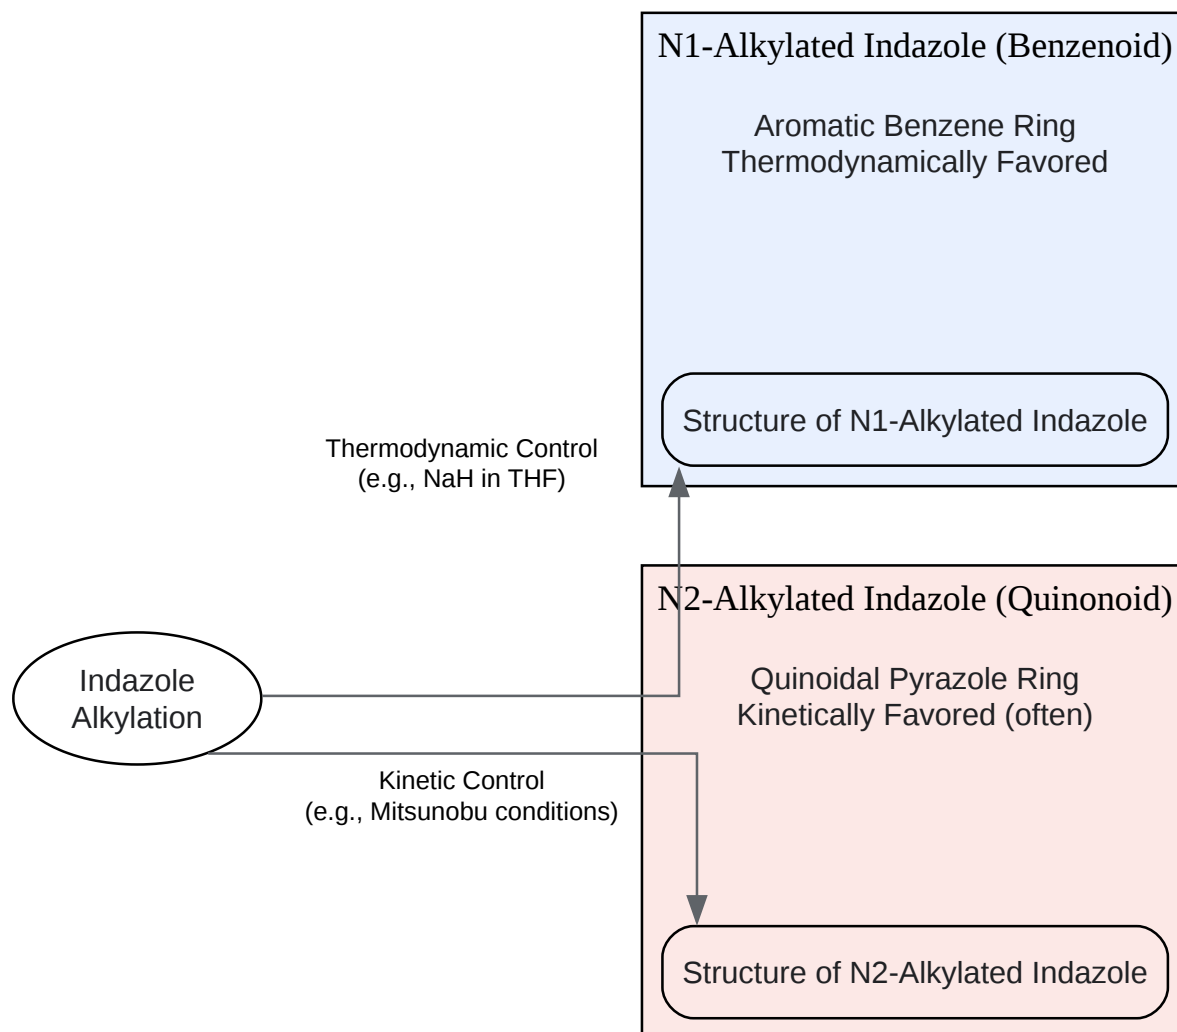 N1-Alkylated Indazole (Benzenoid)
Aromatic Benzene Ring
Thermodynamically Favored
Structure of N1-Alkylated Indazole
Thermodynamic Control
(e.g., NaH in THF)
N2-Alkylated Indazole (Quinonoid)
Quinoidal Pyrazole Ring
Kinetically Favored (often)
Indazole
Alkylation
Kinetic Control
(e.g., Mitsunobu conditions)
Structure of N2-Alkylated Indazole